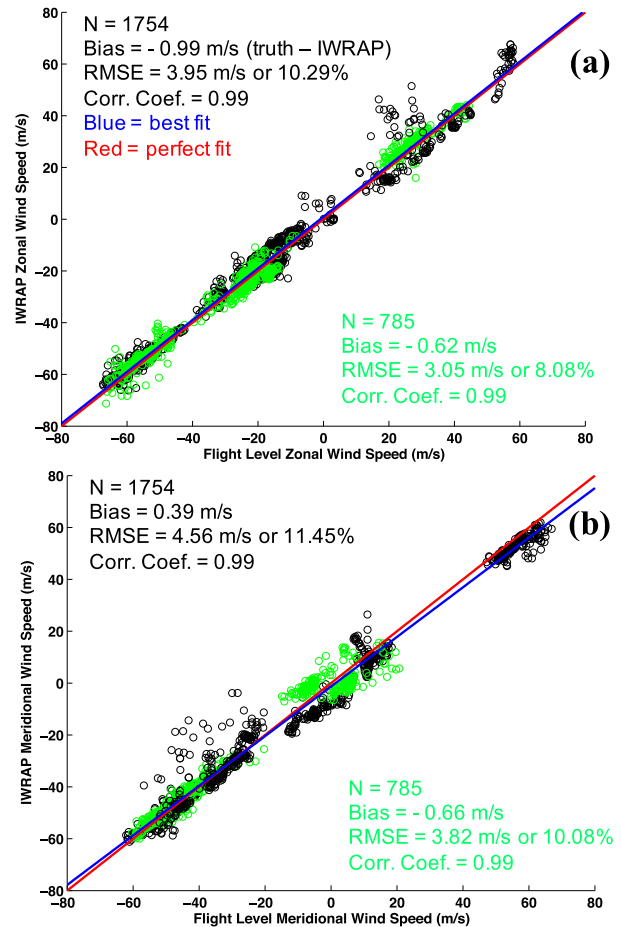 N = 1754
Bias = - 0.99 m/s (truth – IWRAP)
RMSE = 3.95 m/s or 10.29%
Corr. Coef. = 0.99
Blue = best fit
Red = perfect fit
(a)
N = 785
Bias = - 0.62 m/s
RMSE = 3.05 m/s or 8.08%
Corr. Coef. = 0.99
IWRAP Zonal Wind Speed (m/s)
80
60
40
20
0
−20
−40
−60
−80
−80 −60 −40 −20 0 20 40 60 80
Flight Level Zonal Wind Speed (m/s)
N = 1754
Bias = 0.39 m/s
RMSE = 4.56 m/s or 11.45%
Corr. Coef. = 0.99
(b)
N = 785
Bias = - 0.66 m/s
RMSE = 3.82 m/s or 10.08%
Corr. Coef. = 0.99
IWRAP Meridional Wind Speed (m/s)
80
60
40
20
0
−20
−40
−60
−80
−80 −60 −40 −20 0 20 40 60 80
Flight Level Meridional Wind Speed (m/s)